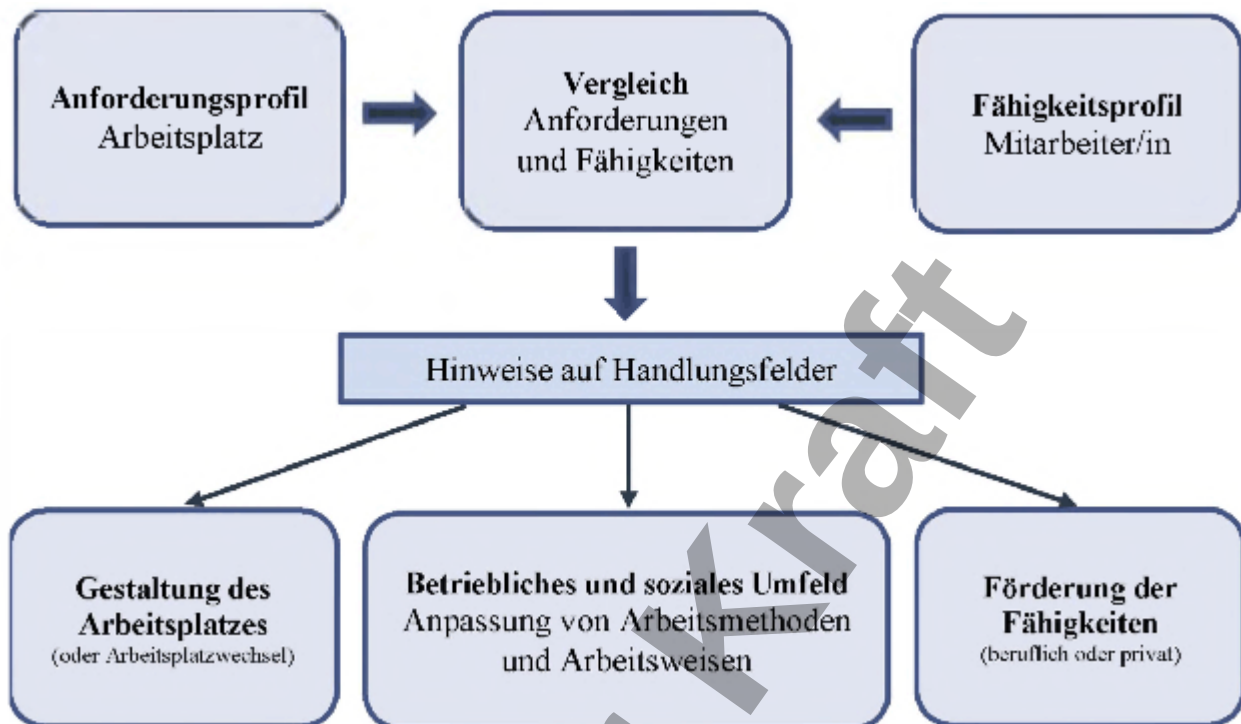 Anforderungsprofil
Arbeitsplatz
Vergleich
Anforderungen
und Fähigkeiten
Fähigkeitsprofil
Mitarbeiter/in
Hinweise auf Handlungsfelder
Gestaltung des
Arbeitsplatzes
(oder Arbeitsplatzwechsel)
Betriebliches und soziales Umfeld
Anpassung von Arbeitsmethoden
und Arbeitsweisen
Förderung der
Fähigkeiten
(beruflich oder privat)
Kraft